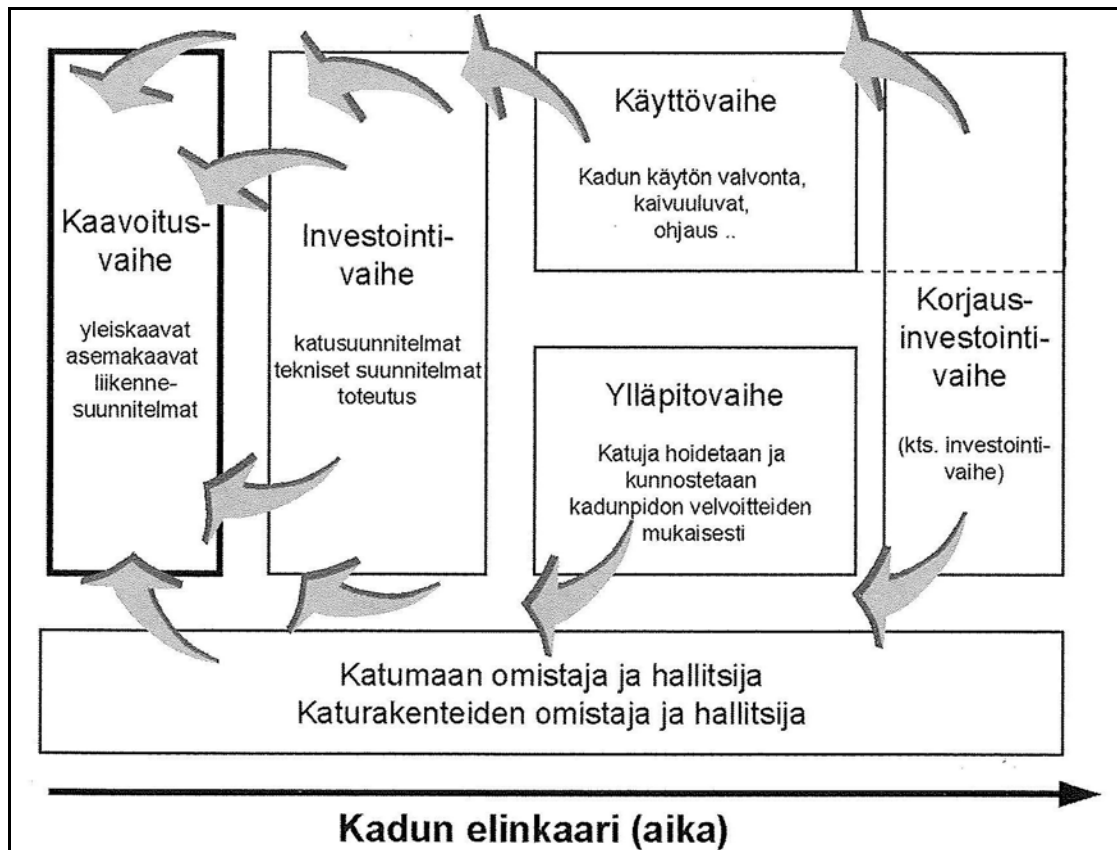 Kaavoitus-
vaihe
yleiskaavat
asemakaavat
liikenne-
suunnitelmat
Investointi-
vaihe
katusuunnitelmat
tekniset suunnitelmat
toteutus
Käyttövaihe
Kadun käytön valvonta,
kaivuuluvat,
ohjaus ..
Ylläpitovaihe
Katuja hoidetaan ja
kunnostetaan
kadunpidon velvoitteiden
mukaisesti
Korjaus-
investointi-
vaihe
(kts. investointi-
vaihe)
Katumaan omistaja ja hallitsija
Katurakenteiden omistaja ja hallitsija
Kadun elinkaari (aika)